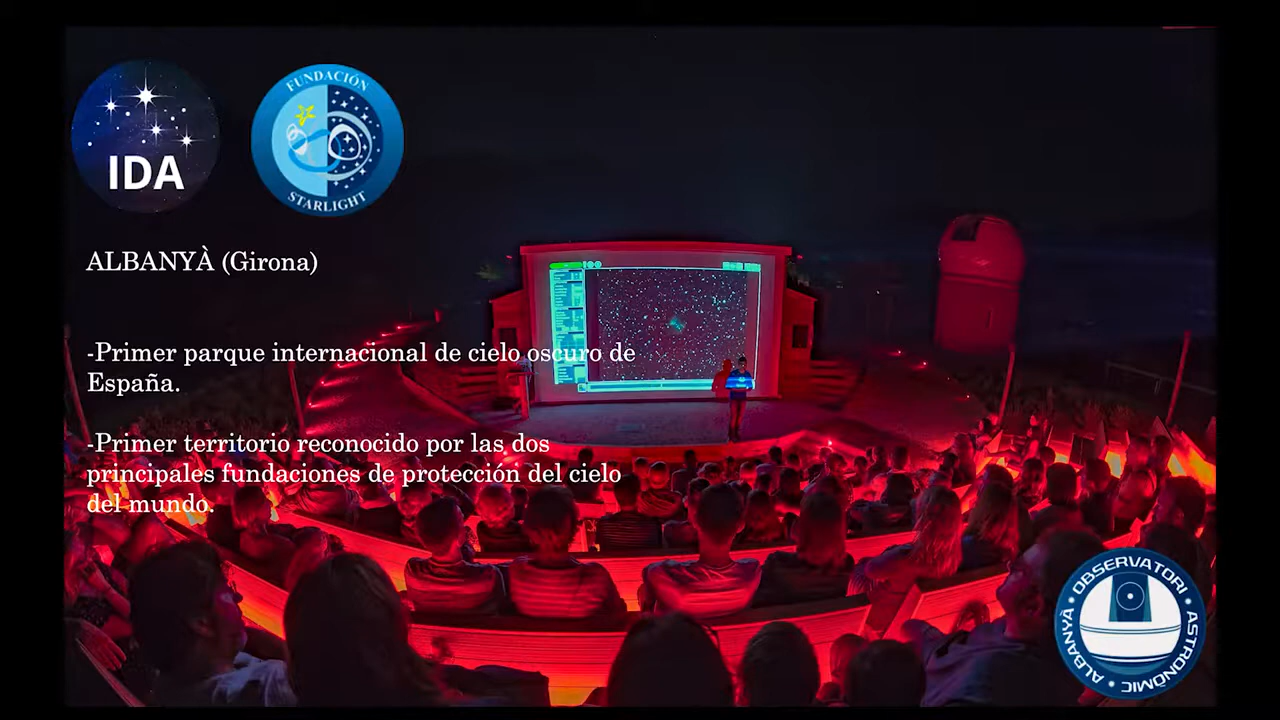 IDA
FUNDACIÓN
STARLIGHT
ALBANYÀ (Girona)
-Primer parque internacional de cielo oscuro de
España.
-Primer territorio reconocido por las dos
principales fundaciones de protección del cielo
del mundo.
OBSERVATORI ASTRONÒMIC ALBANYÀ